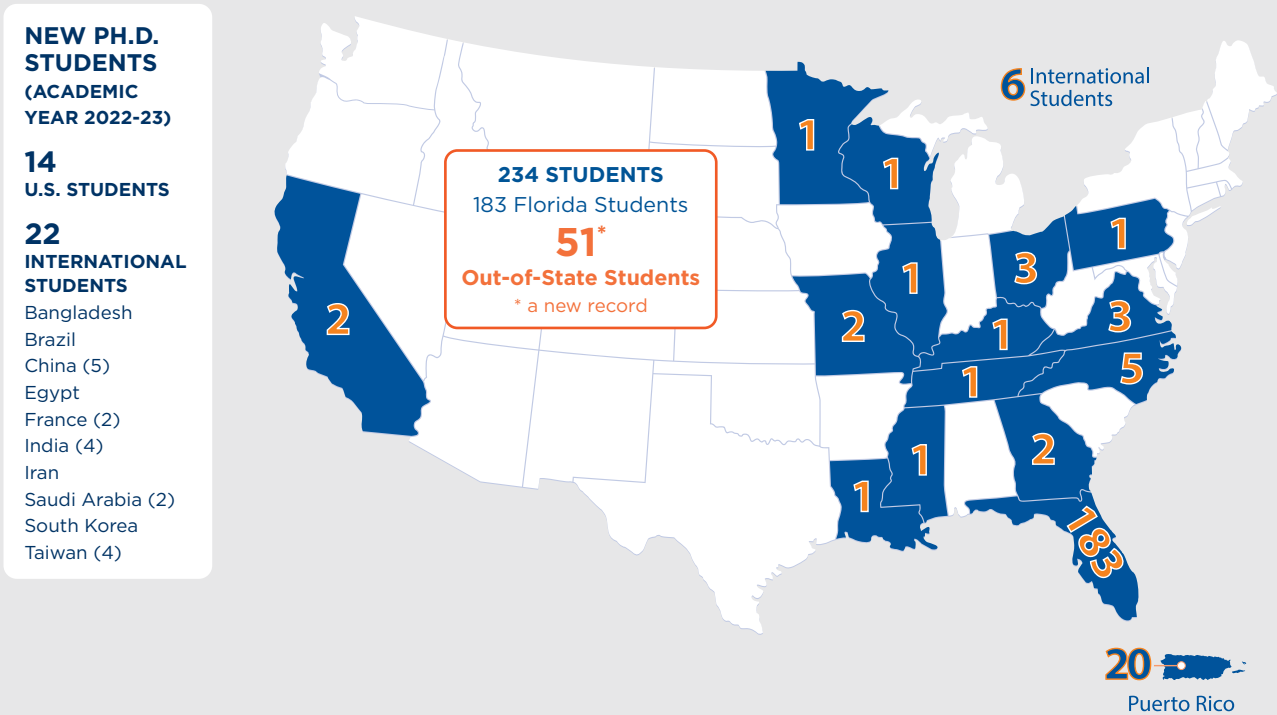 NEW PH.D.
STUDENTS
(ACADEMIC
YEAR 2022-23)
14
U.S. STUDENTS
22
INTERNATIONAL
STUDENTS
Bangladesh
Brazil
China (5)
Egypt
France (2)
India (4)
Iran
Saudi Arabia (2)
South Korea
Taiwan (4)
234 STUDENTS
183 Florida Students
51*
Out-of-State Students
* a new record
6 International
Students
1
1
1
3
1
2
2
1
3
1
5
1
1
2
183
20
Puerto Rico